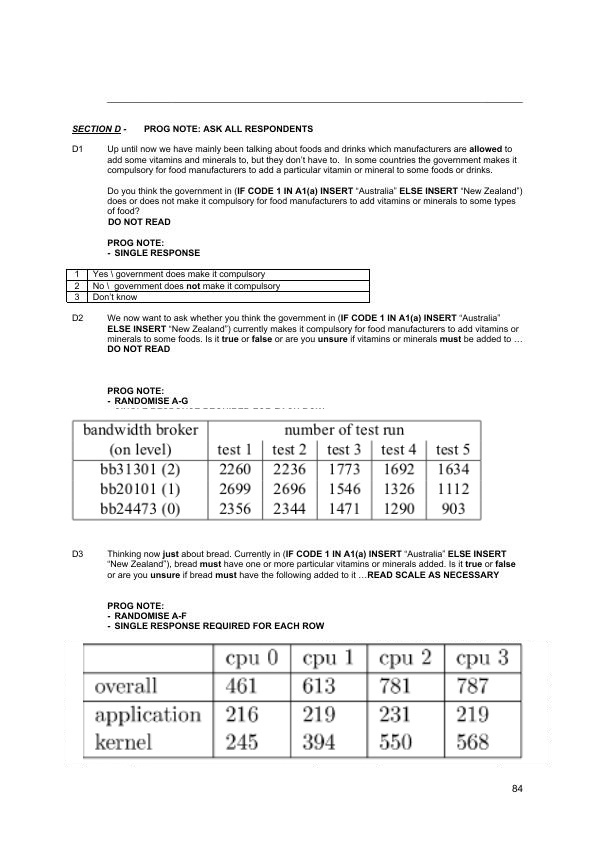 SECTION D - PROG NOTE: ASK ALL RESPONDENTS
D1 Up until now we have mainly been talking about foods and drinks which manufacturers are allowed to
add some vitamins and minerals to, but they don't have to. In some countries the government makes it
compulsory for food manufacturers to add a particular vitamin or mineral to some foods or drinks.
Do you think the government in (IF CODE 1 IN A1(a) INSERT "Australia" ELSE INSERT "New Zealand")
does or does not make it compulsory for food manufacturers to add vitamins or minerals to some types
of food?
DO NOT READ
PROG NOTE:
- SINGLE RESPONSE
1 Yes \ government does make it compulsory
2 No \ government does not make it compulsory
3 Don't know
D2 We now want to ask whether you think the government in (IF CODE 1 IN A1(a) INSERT "Australia"
ELSE INSERT "New Zealand") currently makes it compulsory for food manufacturers to add vitamins or
minerals to some foods. Is it true or false or are you unsure if vitamins or minerals must be added to …
DO NOT READ
PROG NOTE:
- RANDOMISE A-G
bandwidth broker number of test run
(on level) test 1 test 2 test 3 test 4 test 5
bb31301 (2) 2260 2236 1773 1692 1634
bb20101 (1) 2699 2696 1546 1326 1112
bb24473 (0) 2356 2344 1471 1290 903
D3 Thinking now just about bread. Currently in (IF CODE 1 IN A1(a) INSERT "Australia" ELSE INSERT
"New Zealand"), bread must have one or more particular vitamins or minerals added. Is it true or false
or are you unsure if bread must have the following added to it …READ SCALE AS NECESSARY
PROG NOTE:
- RANDOMISE A-F
- SINGLE RESPONSE REQUIRED FOR EACH ROW
cpu 0 cpu 1 cpu 2 cpu 3
overall 461 613 781 787
application 216 219 231 219
kernel 245 394 550 568
84